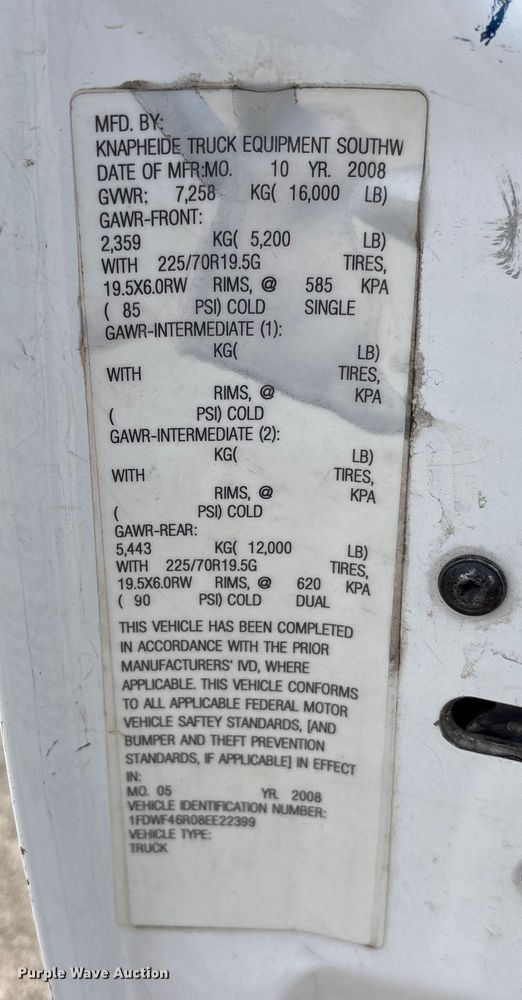 MFD. BY:
KNAPHEIDE TRUCK EQUIPMENT SOUTHW
DATE OF MFR:MO. 10 YR. 2008
GVWR; 7,258 KG( 16,000 LB)
GAWR-FRONT:
2,359 KG( 5,200 LB)
WITH 225/70R19.5G TIRES,
19.5X6.0RW RIMS, @ 585 KPA
( 85 PSI) COLD SINGLE
GAWR-INTERMEDIATE (1):
KG( LB)
WITH TIRES,
RIMS, @ KPA
( PSI) COLD
GAWR-INTERMEDIATE (2):
KG( LB)
WITH TIRES,
RIMS, @ KPA
( PSI) COLD
GAWR-REAR:
5,443 KG( 12,000 LB)
WITH 225/70R19.5G TIRES,
19.5X6.0RW RIMS, @ 620 KPA
( 90 PSI) COLD DUAL
THIS VEHICLE HAS BEEN COMPLETED
IN ACCORDANCE WITH THE PRIOR
MANUFACTURERS' IVD, WHERE
APPLICABLE. THIS VEHICLE CONFORMS
TO ALL APPLICABLE FEDERAL MOTOR
VEHICLE SAFTEY STANDARDS, [AND
BUMPER AND THEFT PREVENTION
STANDARDS, IF APPLICABLE] IN EFFECT
IN:
MO. 05 YR. 2008
VEHICLE IDENTIFICATION NUMBER:
1FDWF46R08EE22399
VEHICLE TYPE:
TRUCK
Purple Wave Auction